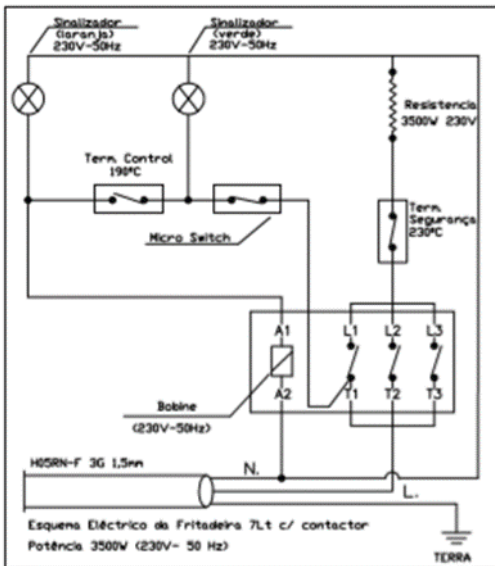 Sinalizador
(laranja)
230V-50Hz
Sinalizador
(verde)
230V-50Hz
Resistencia
3500W 230V
Term. Control
190ºC
Term.
Segurança
230ºC
Micro Switch
A1
L1
L2
L3
A2
T1
T2
T3
Bobine
(230V-50Hz)
H05RN-F 3G 1,5mm
N.
L.
Esquema Eléctrico da Fritadeira 7Lt c/ contactor
Potência 3500W (230V- 50 Hz)
TERRA